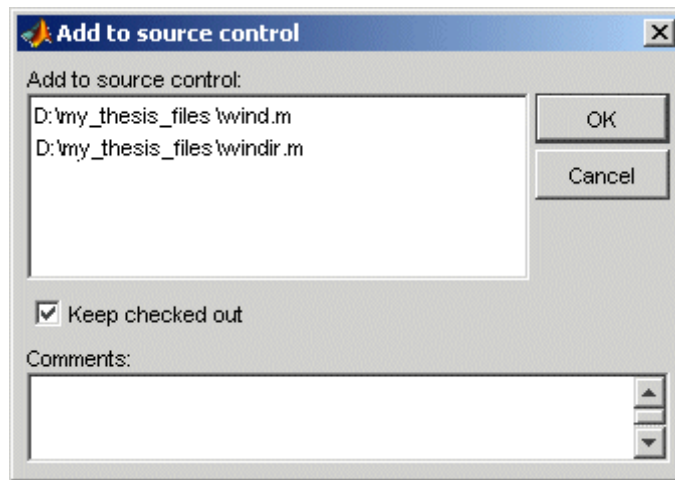 Add to source control
Add to source control:
D:\my_thesis_files\wind.m
D:\my_thesis_files\windir.m
OK
Cancel
Keep checked out
Comments: